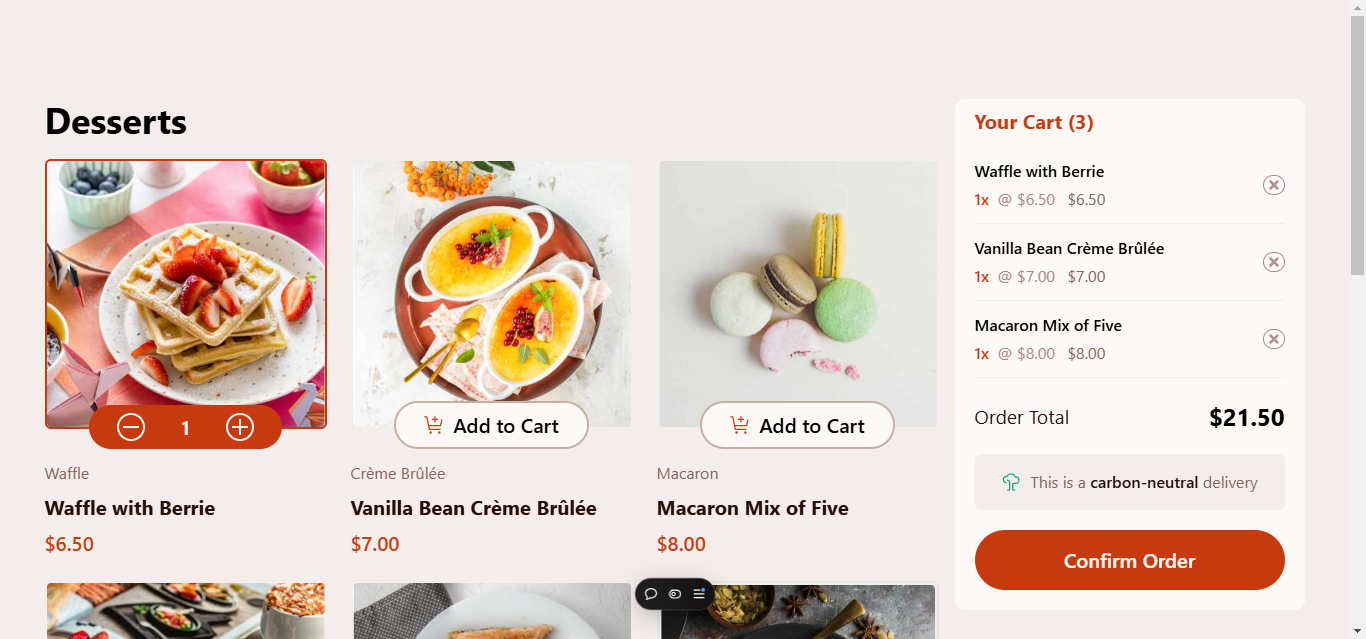 Desserts
1
Waffle
Waffle with Berrie
$6.50
Add to Cart
Crème Brûlée
Vanilla Bean Crème Brûlée
$7.00
Add to Cart
Macaron
Macaron Mix of Five
$8.00
Your Cart (3)
Waffle with Berrie
1x @ $6.50 $6.50
Vanilla Bean Crème Brûlée
1x @ $7.00 $7.00
Macaron Mix of Five
1x @ $8.00 $8.00
Order Total $21.50
This is a carbon-neutral delivery
Confirm Order